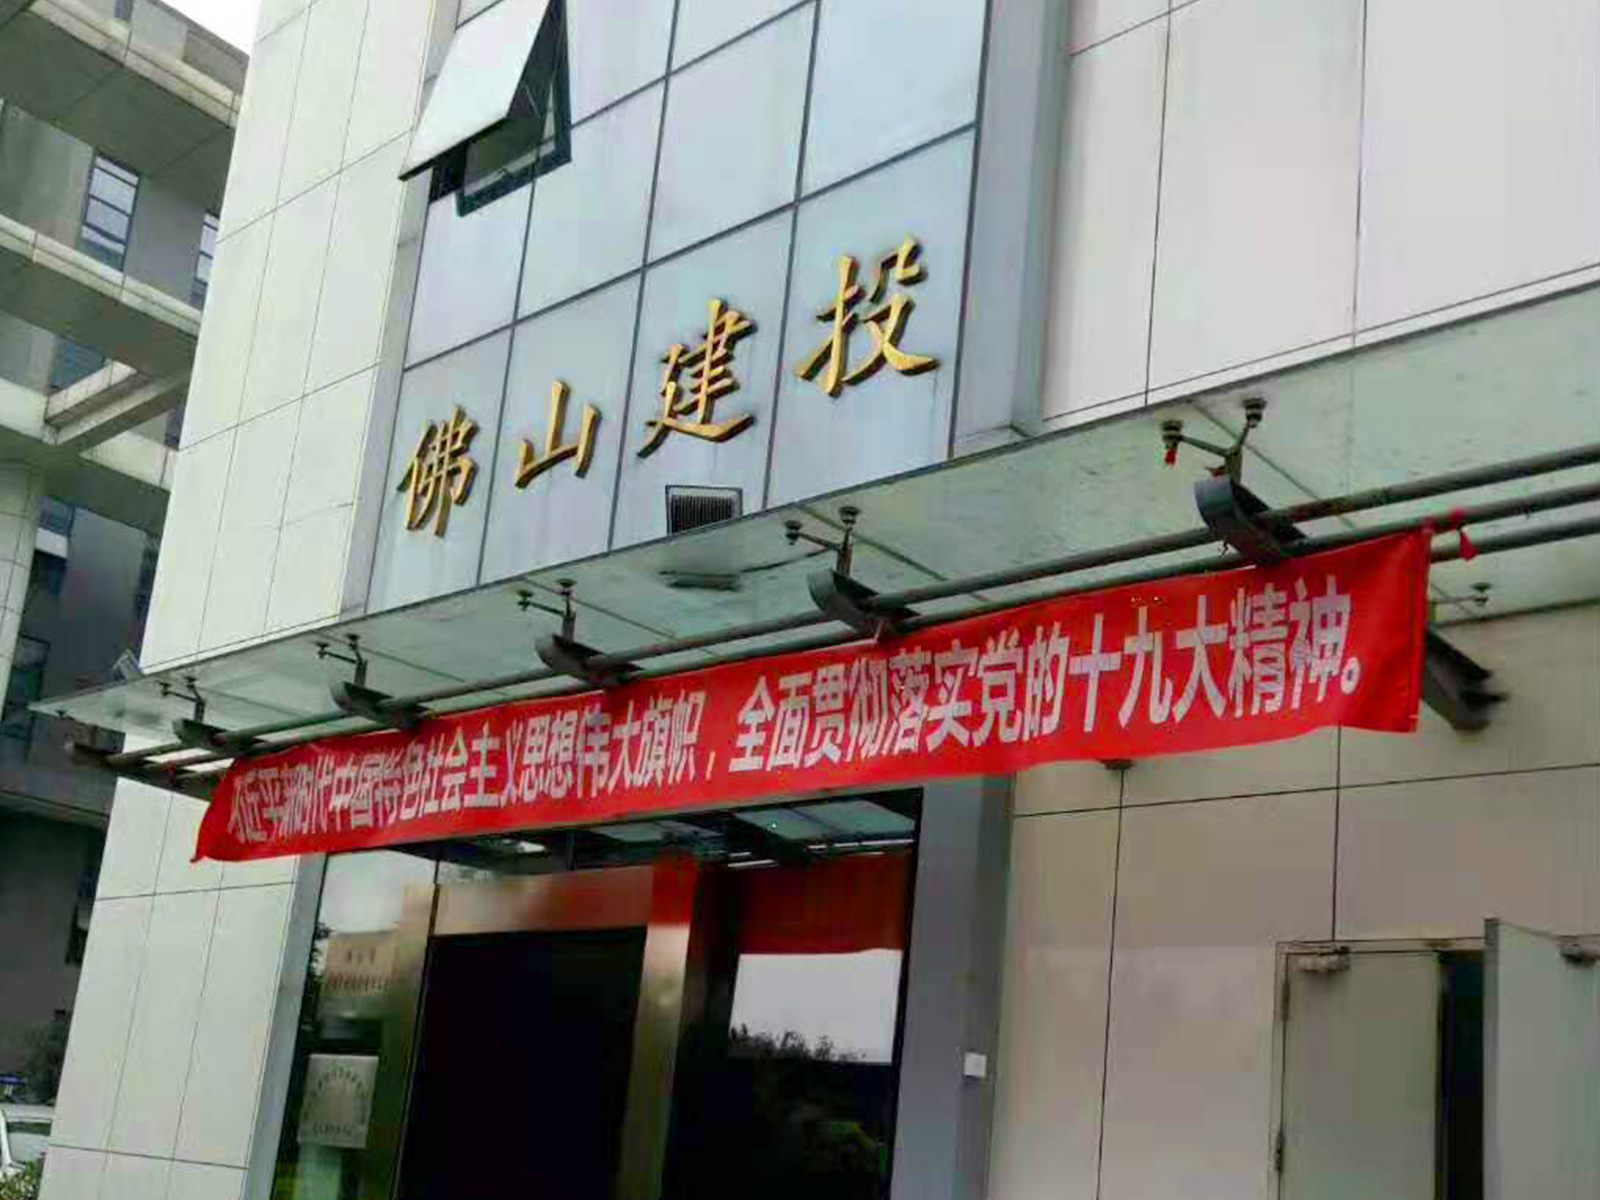 佛山建投
习近平新时代中国特色社会主义思想伟大旗帜，全面贯彻落实党的十九大精神。